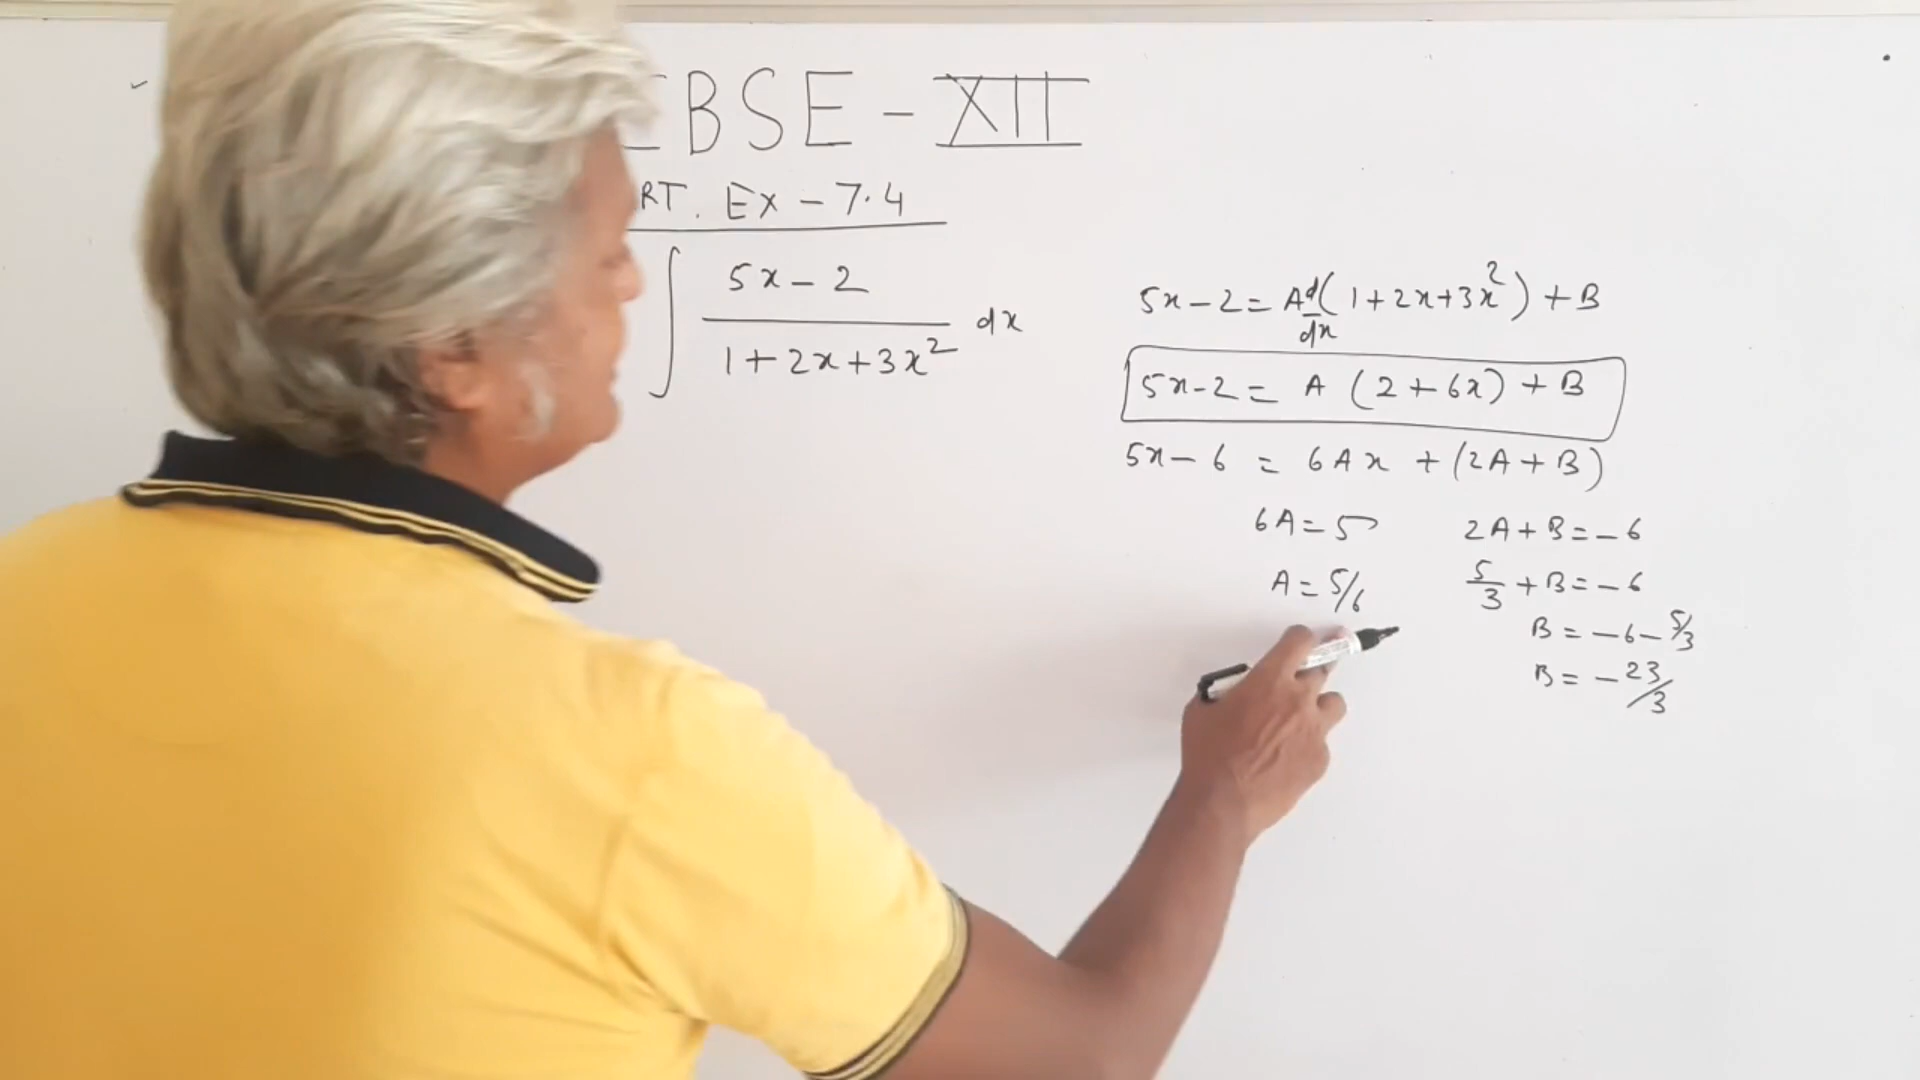 CBSE - XII
RT. Ex - 7.4
∫ (5x - 2)/(1 + 2x + 3x²) dx
5x - 2 = A d/dx (1 + 2x + 3x²) + B
5x - 2 = A (2 + 6x) + B
5x - 6 = 6Ax + (2A + B)
6A = 5
A = 5/6
2A + B = - 6
5/3 + B = - 6
B = - 6 - 5/3
B = - 23/3